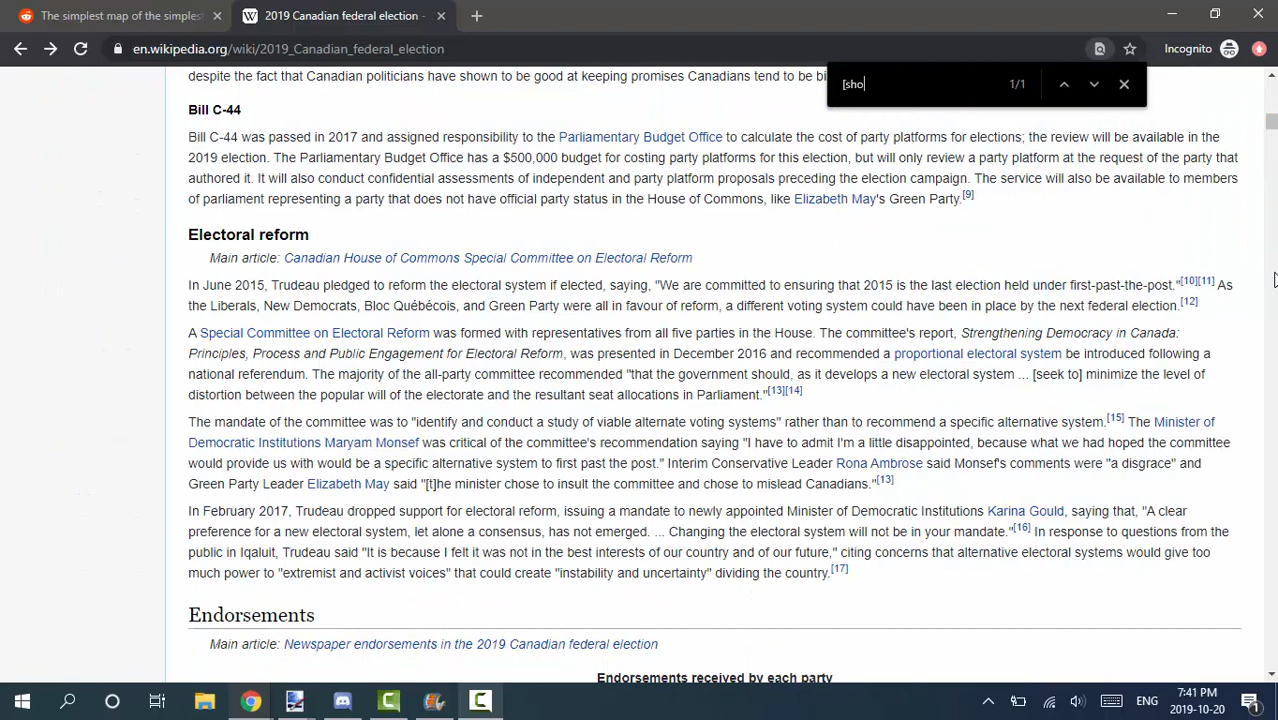 The simplest map of the simplest
2019 Canadian federal election -
en.wikipedia.org/wiki/2019_Canadian_federal_election
Incognito
[sho
1/1
despite the fact that Canadian politicians have shown to be good at keeping promises Canadians tend to be
Bill C-44
Bill C-44 was passed in 2017 and assigned responsibility to the Parliamentary Budget Office to calculate the cost of party platforms for elections; the review will be available in the
2019 election. The Parliamentary Budget Office has a $500,000 budget for costing party platforms for this election, but will only review a party platform at the request of the party that
authored it. It will also conduct confidential assessments of independent and party platform proposals preceding the election campaign. The service will also be available to members
of parliament representing a party that does not have official party status in the House of Commons, like Elizabeth May's Green Party.[9]
Electoral reform
Main article: Canadian House of Commons Special Committee on Electoral Reform
In June 2015, Trudeau pledged to reform the electoral system if elected, saying, "We are committed to ensuring that 2015 is the last election held under first-past-the-post."[10][11] As
the Liberals, New Democrats, Bloc Québécois, and Green Party were all in favour of reform, a different voting system could have been in place by the next federal election.[12]
A Special Committee on Electoral Reform was formed with representatives from all five parties in the House. The committee's report, Strengthening Democracy in Canada:
Principles, Process and Public Engagement for Electoral Reform, was presented in December 2016 and recommended a proportional electoral system be introduced following a
national referendum. The majority of the all-party committee recommended "that the government should, as it develops a new electoral system ... [seek to] minimize the level of
distortion between the popular will of the electorate and the resultant seat allocations in Parliament."[13][14]
The mandate of the committee was to "identify and conduct a study of viable alternate voting systems" rather than to recommend a specific alternative system.[15] The Minister of
Democratic Institutions Maryam Monsef was critical of the committee's recommendation saying "I have to admit I'm a little disappointed, because what we had hoped the committee
would provide us with would be a specific alternative system to first past the post." Interim Conservative Leader Rona Ambrose said Monsef's comments were "a disgrace" and
Green Party Leader Elizabeth May said "[t]he minister chose to insult the committee and chose to mislead Canadians."[13]
In February 2017, Trudeau dropped support for electoral reform, issuing a mandate to newly appointed Minister of Democratic Institutions Karina Gould, saying that, "A clear
preference for a new electoral system, let alone a consensus, has not emerged. ... Changing the electoral system will not be in your mandate."[16] In response to questions from the
public in Iqaluit, Trudeau said "It is because I felt it was not in the best interests of our country and of our future," citing concerns that alternative electoral systems would give too
much power to "extremist and activist voices" that could create "instability and uncertainty" dividing the country.[17]
Endorsements
Main article: Newspaper endorsements in the 2019 Canadian federal election
Endorsements received by each party
ENG
7:41 PM
2019-10-20
1